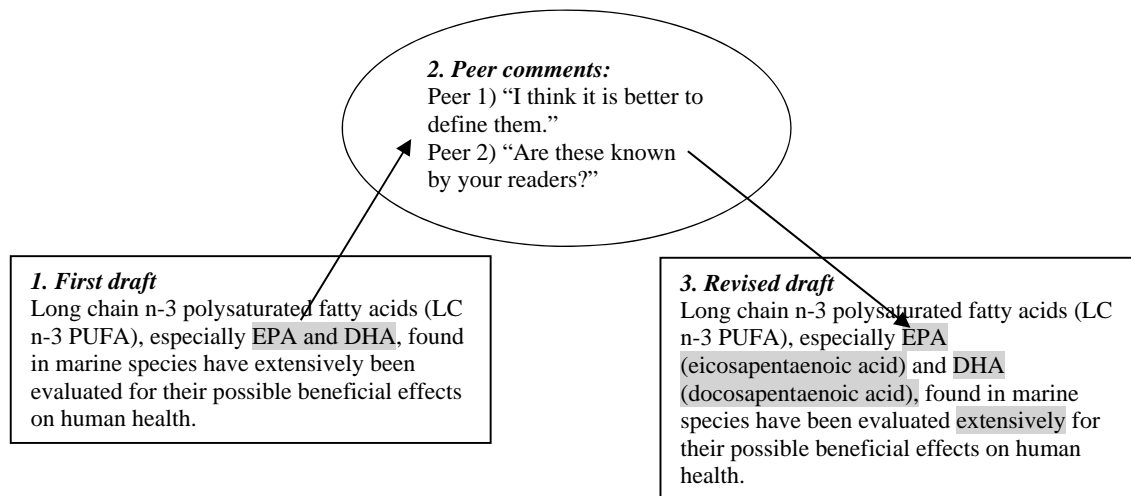 2. Peer comments:
Peer 1) “I think it is better to
define them.”
Peer 2) “Are these known
by your readers?”
1. First draft
Long chain n-3 polysaturated fatty acids (LC
n-3 PUFA), especially EPA and DHA, found
in marine species have extensively been
evaluated for their possible beneficial effects
on human health.
3. Revised draft
Long chain n-3 polysaturated fatty acids (LC
n-3 PUFA), especially EPA
(eicosapentaenoic acid) and DHA
(docosapentaenoic acid), found in marine
species have been evaluated extensively for
their possible beneficial effects on human
health.